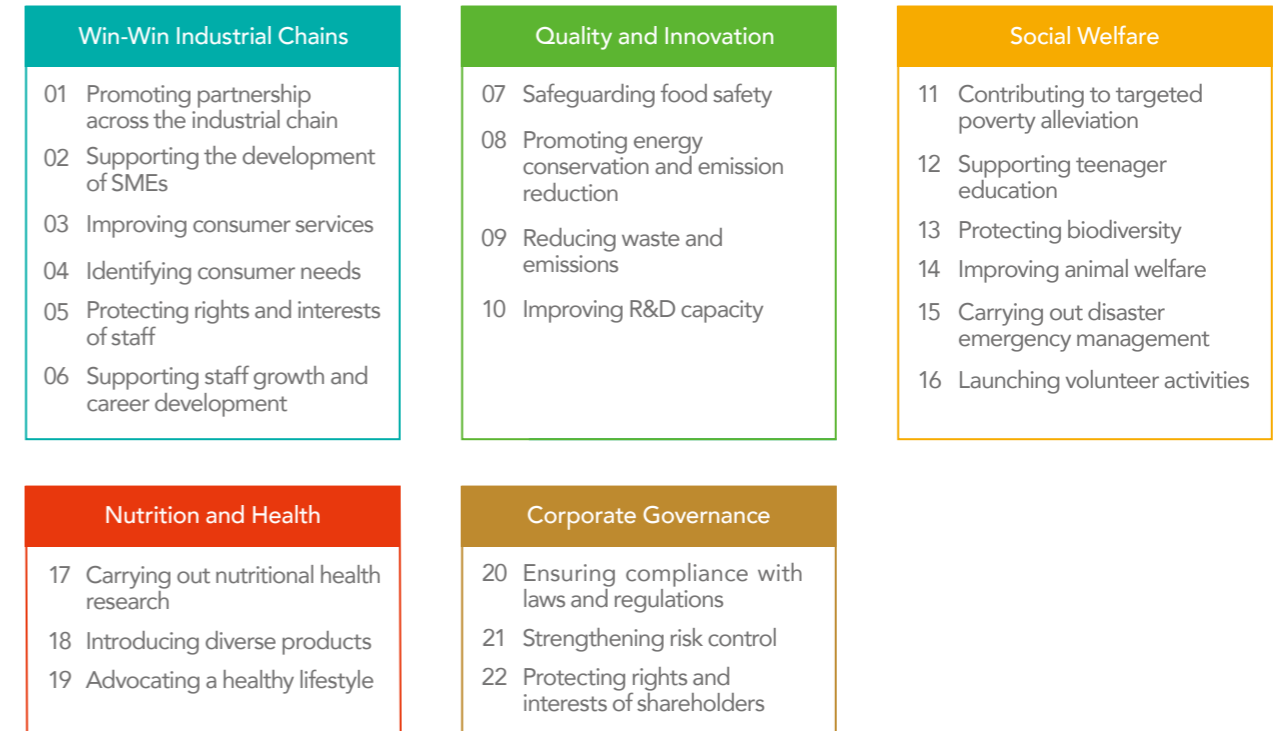 Win-Win Industrial Chains
01 Promoting partnership
across the industrial chain
02 Supporting the development
of SMEs
03 Improving consumer services
04 Identifying consumer needs
05 Protecting rights and interests
of staff
06 Supporting staff growth and
career development
Quality and Innovation
07 Safeguarding food safety
08 Promoting energy
conservation and emission
reduction
09 Reducing waste and
emissions
10 Improving R&D capacity
Social Welfare
11 Contributing to targeted
poverty alleviation
12 Supporting teenager
education
13 Protecting biodiversity
14 Improving animal welfare
15 Carrying out disaster
emergency management
16 Launching volunteer activities
Nutrition and Health
17 Carrying out nutritional health
research
18 Introducing diverse products
19 Advocating a healthy lifestyle
Corporate Governance
20 Ensuring compliance with
laws and regulations
21 Strengthening risk control
22 Protecting rights and
interests of shareholders